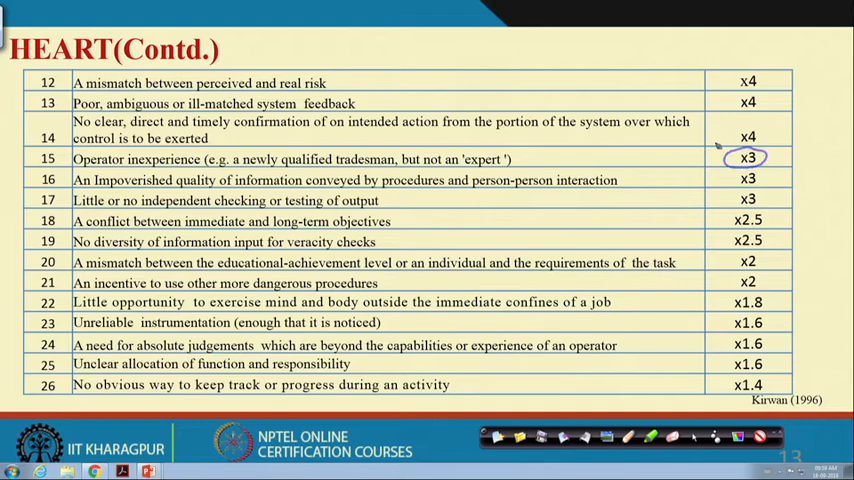 HEART(Contd.)
12 A mismatch between perceived and real risk x4
13 Poor, ambiguous or ill-matched system feedback x4
No clear, direct and timely confirmation of on intended action from the portion of the system over which
14 control is to be exerted x4
15 Operator inexperience (e.g. a newly qualified tradesman, but not an 'expert ') x3
16 An Impoverished quality of information conveyed by procedures and person-person interaction x3
17 Little or no independent checking or testing of output x3
18 A conflict between immediate and long-term objectives x2.5
19 No diversity of information input for veracity checks x2.5
20 A mismatch between the educational-achievement level or an individual and the requirements of the task x2
21 An incentive to use other more dangerous procedures x2
22 Little opportunity to exercise mind and body outside the immediate confines of a job x1.8
23 Unreliable instrumentation (enough that it is noticed) x1.6
24 A need for absolute judgements which are beyond the capabilities or experience of an operator x1.6
25 Unclear allocation of function and responsibility x1.6
26 No obvious way to keep track or progress during an activity x1.4
Kirwan (1996)
IIT KHARAGPUR
NPTEL ONLINE
CERTIFICATION COURSES
13